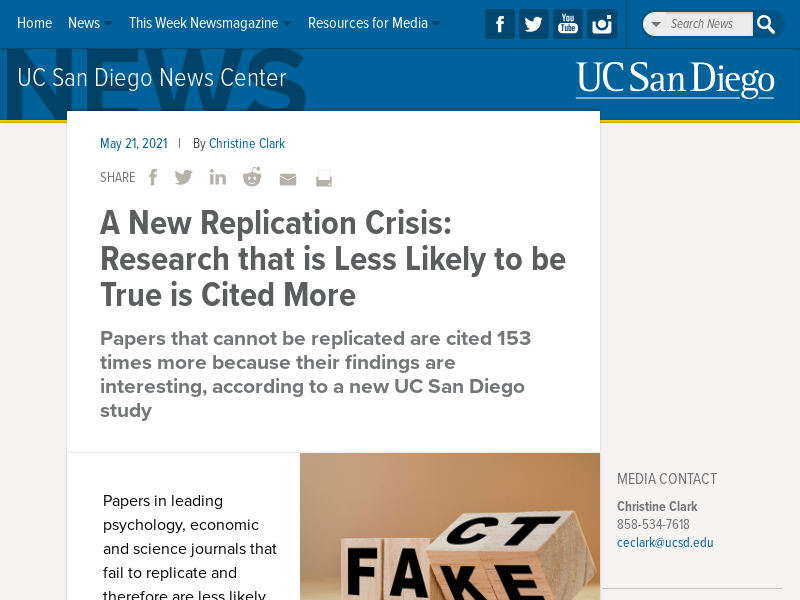 Home News This Week Newsmagazine Resources for Media Search News
You Tube
NEWS
UC San Diego News Center
UC San Diego
May 21, 2021 | By Christine Clark
SHARE
A New Replication Crisis:
Research that is Less Likely to be
True is Cited More
Papers that cannot be replicated are cited 153
times more because their findings are
interesting, according to a new UC San Diego
study
Papers in leading
psychology, economic
and science journals that
fail to replicate and
therefore are less likely
FACT
FAKE
MEDIA CONTACT
Christine Clark
858-534-7618
ceclark@ucsd.edu